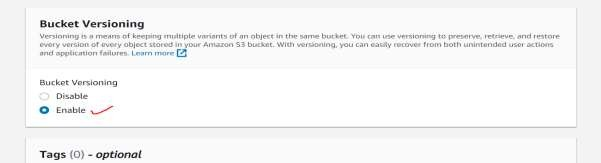 Bucket Versioning
Versioning is a means of keeping multiple variants of an object in the same bucket. You can use versioning to preserve, retrieve, and restore
every version of every object stored in your Amazon S3 bucket. With versioning, you can easily recover from both unintended user actions
and application failures. Learn more
Bucket Versioning
Disable
Enable
Tags (0) - optional